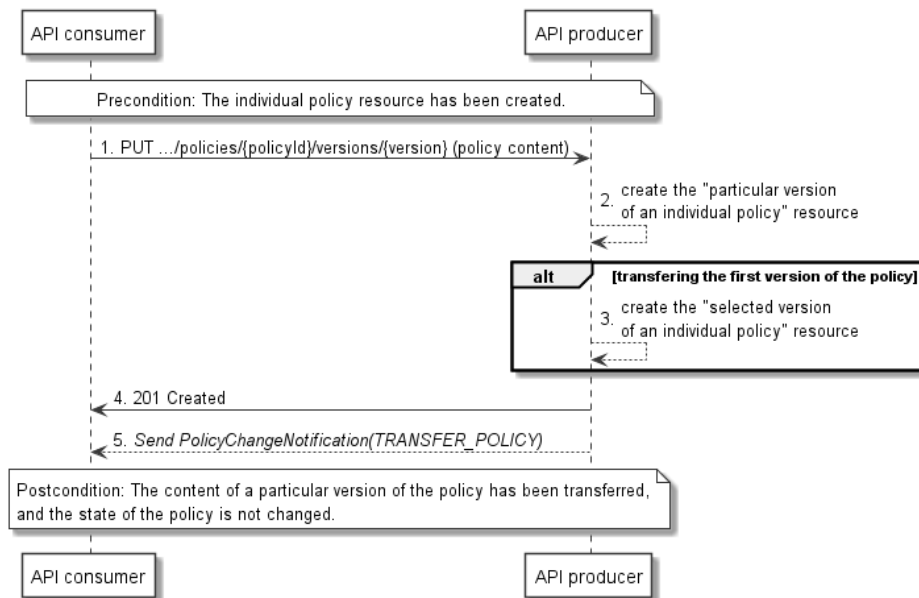 API consumer
API producer
Precondition: The individual policy resource has been created.
1. PUT .../policies/{policyId}/versions/{version} (policy content)
2. create the "particular version
of an individual policy" resource
alt
[transfering the first version of the policy]
3. create the "selected version
of an individual policy" resource
4. 201 Created
5. Send PolicyChangeNotification(TRANSFER_POLICY)
Postcondition: The content of a particular version of the policy has been transferred,
and the state of the policy is not changed.
API consumer
API producer